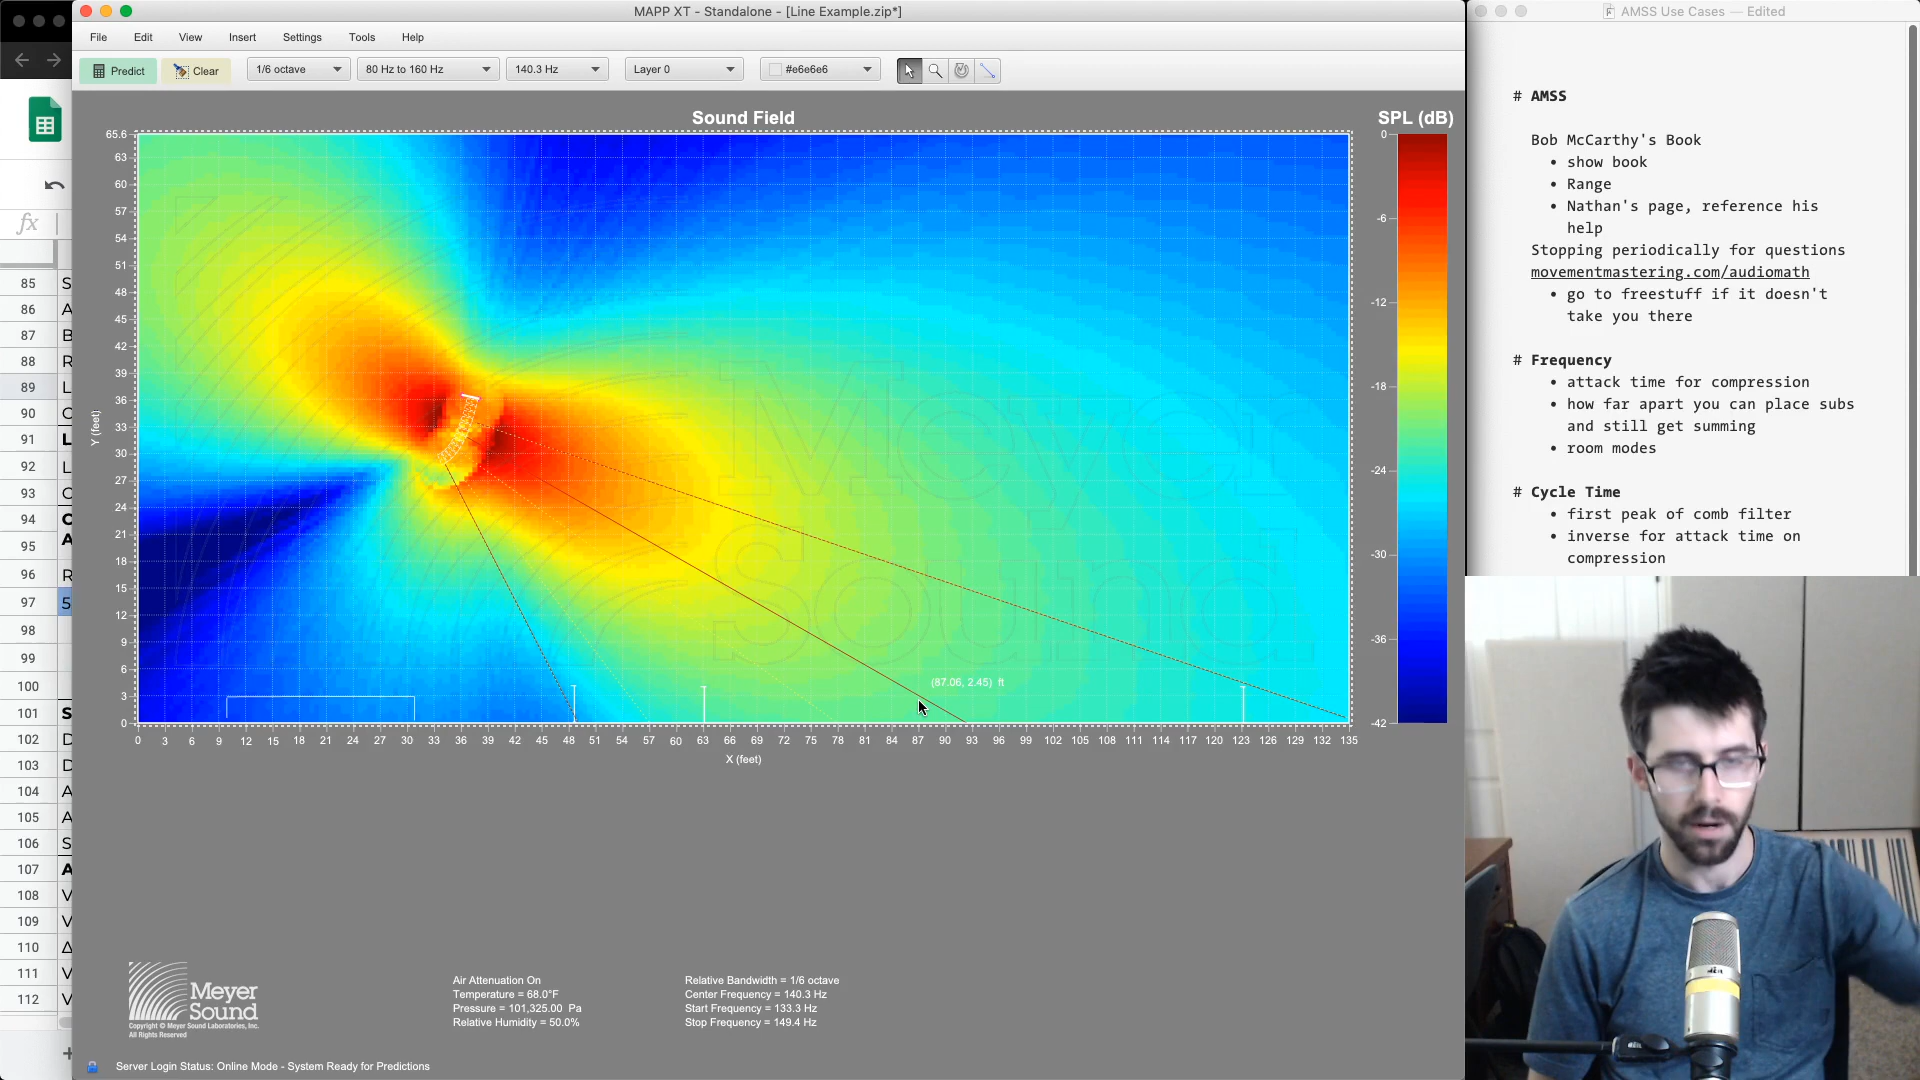 MAPP XT - Standalone - [Line Example.zip*]
File Edit View Insert Settings Tools Help
Predict Clear 1/6 octave 80 Hz to 160 Hz 140.3 Hz Layer 0 #e6e6e6
Sound Field
SPL (dB)
Y (feet)
65.6
63
60
57
54
51
48
45
42
39
36
33
30
27
24
21
18
15
12
9
6
3
0
0 3 6 9 12 15 18 21 24 27 30 33 36 39 42 45 48 51 54 57 60 63 66 69 72 75 78 81 84 87 90 93 96 99 102 105 108 111 114 117 120 123 126 129 132 135
X (feet)
(87.06, 2.45) ft
Meyer
Sound
0
-6
-12
-18
-24
-30
-36
-42
Meyer
Sound
Copyright © Meyer Sound Laboratories, Inc.
All Rights Reserved
Air Attenuation On
Temperature = 68.0°F
Pressure = 101,325.00 Pa
Relative Humidity = 50.0%
Relative Bandwidth = 1/6 octave
Center Frequency = 140.3 Hz
Start Frequency = 133.3 Hz
Stop Frequency = 149.4 Hz
Server Login Status: Online Mode - System Ready for Predictions
fx
85 S
86 A
87 B
88 R
89 L
90 C
91 L
92 L
93 C
94 C
95 A
96 R
97 5
98
99
100
101 S
102 D
103 D
104 A
105 A
106 S
107 A
108 V
109 V
110 Δ
111 V
112 V
AMSS Use Cases — Edited
# AMSS
Bob McCarthy's Book
• show book
• Range
• Nathan's page, reference his
help
Stopping periodically for questions
movementmastering.com/audiomath
• go to freestuff if it doesn't
take you there
# Frequency
• attack time for compression
• how far apart you can place subs
and still get summing
• room modes
# Cycle Time
• first peak of comb filter
• inverse for attack time on
compression